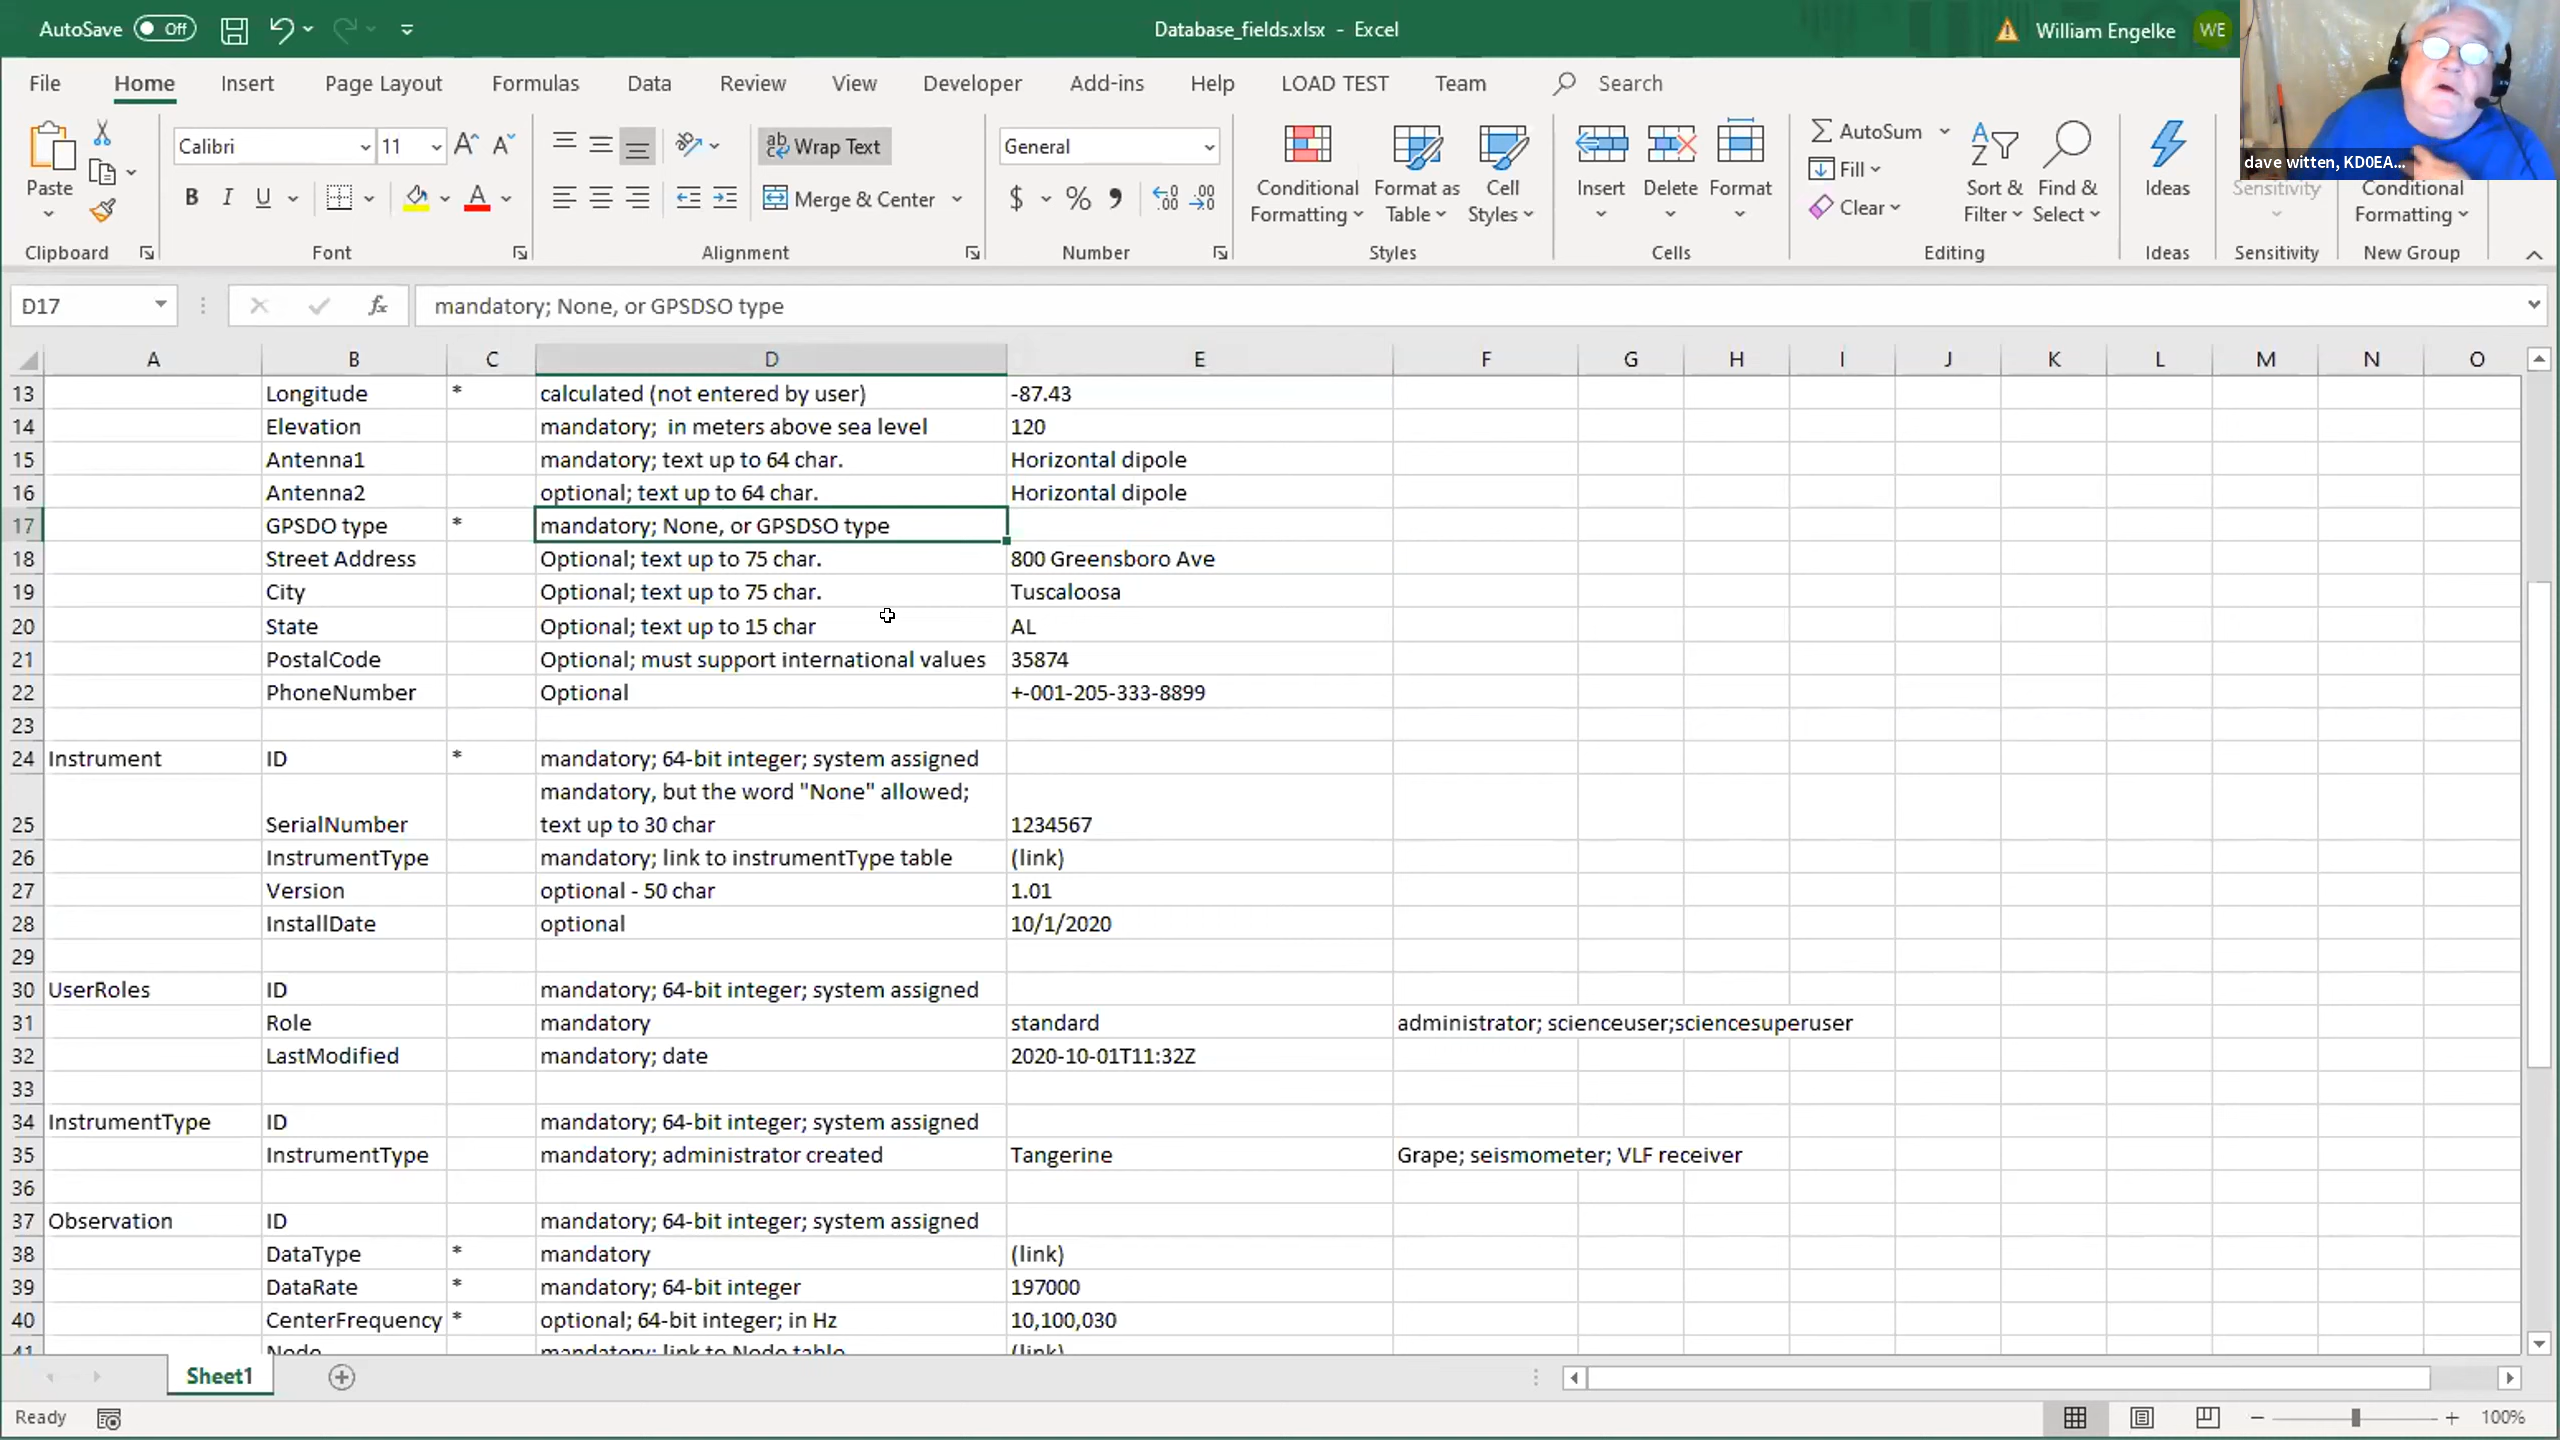 AutoSave Off
Database_fields.xlsx - Excel
William Engelke WE
File Home Insert Page Layout Formulas Data Review View Developer Add-ins Help LOAD TEST Team Search
dave witten, KD0EA...
Paste
Calibri 11
B I U A
ab Wrap Text
Merge & Center
General
$ % 9
Conditional Formatting
Format as Table
Cell Styles
Insert Delete Format
AutoSum
Fill
Clear
Sort & Filter
Find & Select
Ideas
Sensitivity
Conditional Formatting
Clipboard Font Alignment Number Styles Cells Editing Ideas Sensitivity New Group
D17 fx mandatory; None, or GPSDSO type
A B C D E F G H I J K L M N O
13 Longitude * calculated (not entered by user) -87.43
14 Elevation mandatory; in meters above sea level 120
15 Antenna1 mandatory; text up to 64 char. Horizontal dipole
16 Antenna2 optional; text up to 64 char. Horizontal dipole
17 GPSDO type * mandatory; None, or GPSDSO type
18 Street Address Optional; text up to 75 char. 800 Greensboro Ave
19 City Optional; text up to 75 char. Tuscaloosa
20 State Optional; text up to 15 char AL
21 PostalCode Optional; must support international values 35874
22 PhoneNumber Optional +-001-205-333-8899
23
24 Instrument ID * mandatory; 64-bit integer; system assigned
mandatory, but the word "None" allowed;
25 SerialNumber text up to 30 char 1234567
26 InstrumentType mandatory; link to instrumentType table (link)
27 Version optional - 50 char 1.01
28 InstallDate optional 10/1/2020
29
30 UserRoles ID mandatory; 64-bit integer; system assigned
31 Role mandatory standard administrator; scienceuser;sciencesuperuser
32 LastModified mandatory; date 2020-10-01T11:32Z
33
34 InstrumentType ID mandatory; 64-bit integer; system assigned
35 InstrumentType mandatory; administrator created Tangerine Grape; seismometer; VLF receiver
36
37 Observation ID mandatory; 64-bit integer; system assigned
38 DataType * mandatory (link)
39 DataRate * mandatory; 64-bit integer 197000
40 CenterFrequency * optional; 64-bit integer; in Hz 10,100,030
41 Node mandatory; link to Node table (link)
Sheet1
Ready
100%